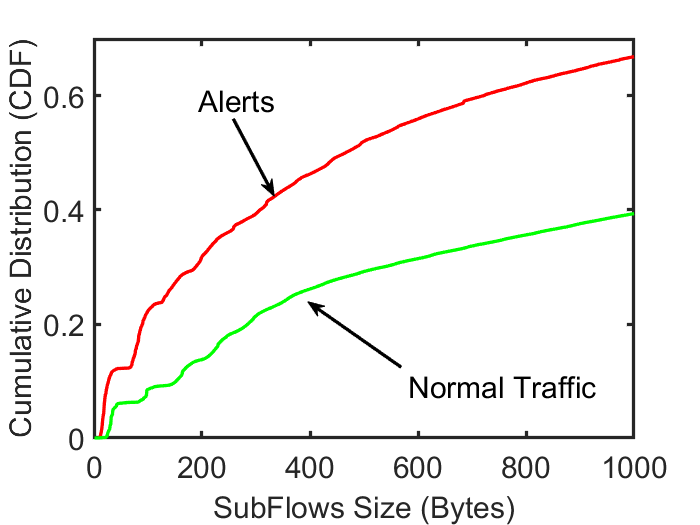 Cumulative Distribution (CDF)
0.6
0.4
0.2
0
Alerts
Normal Traffic
0 200 400 600 800 1000
SubFlows Size (Bytes)